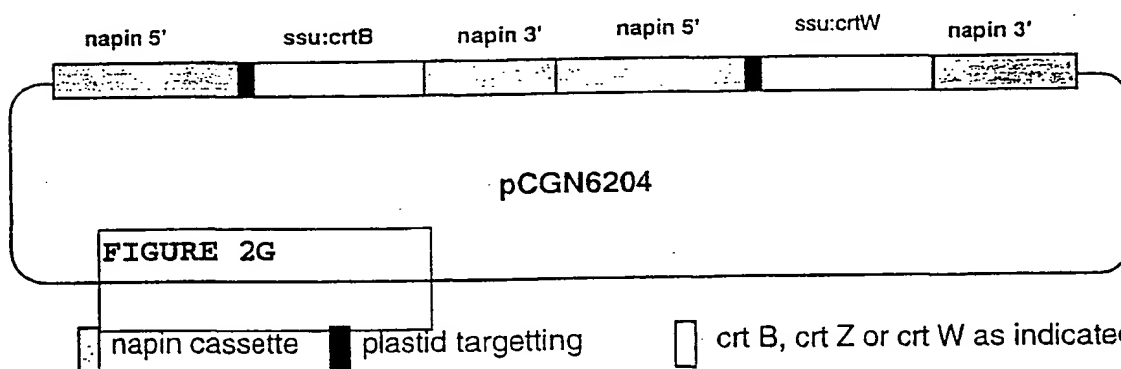 napin 5' ssu:crtB napin 3' napin 5' ssu:crtW napin 3'
pCGN6204
FIGURE 2G
napin cassette plastid targetting crt B, crt Z or crt W as indicated